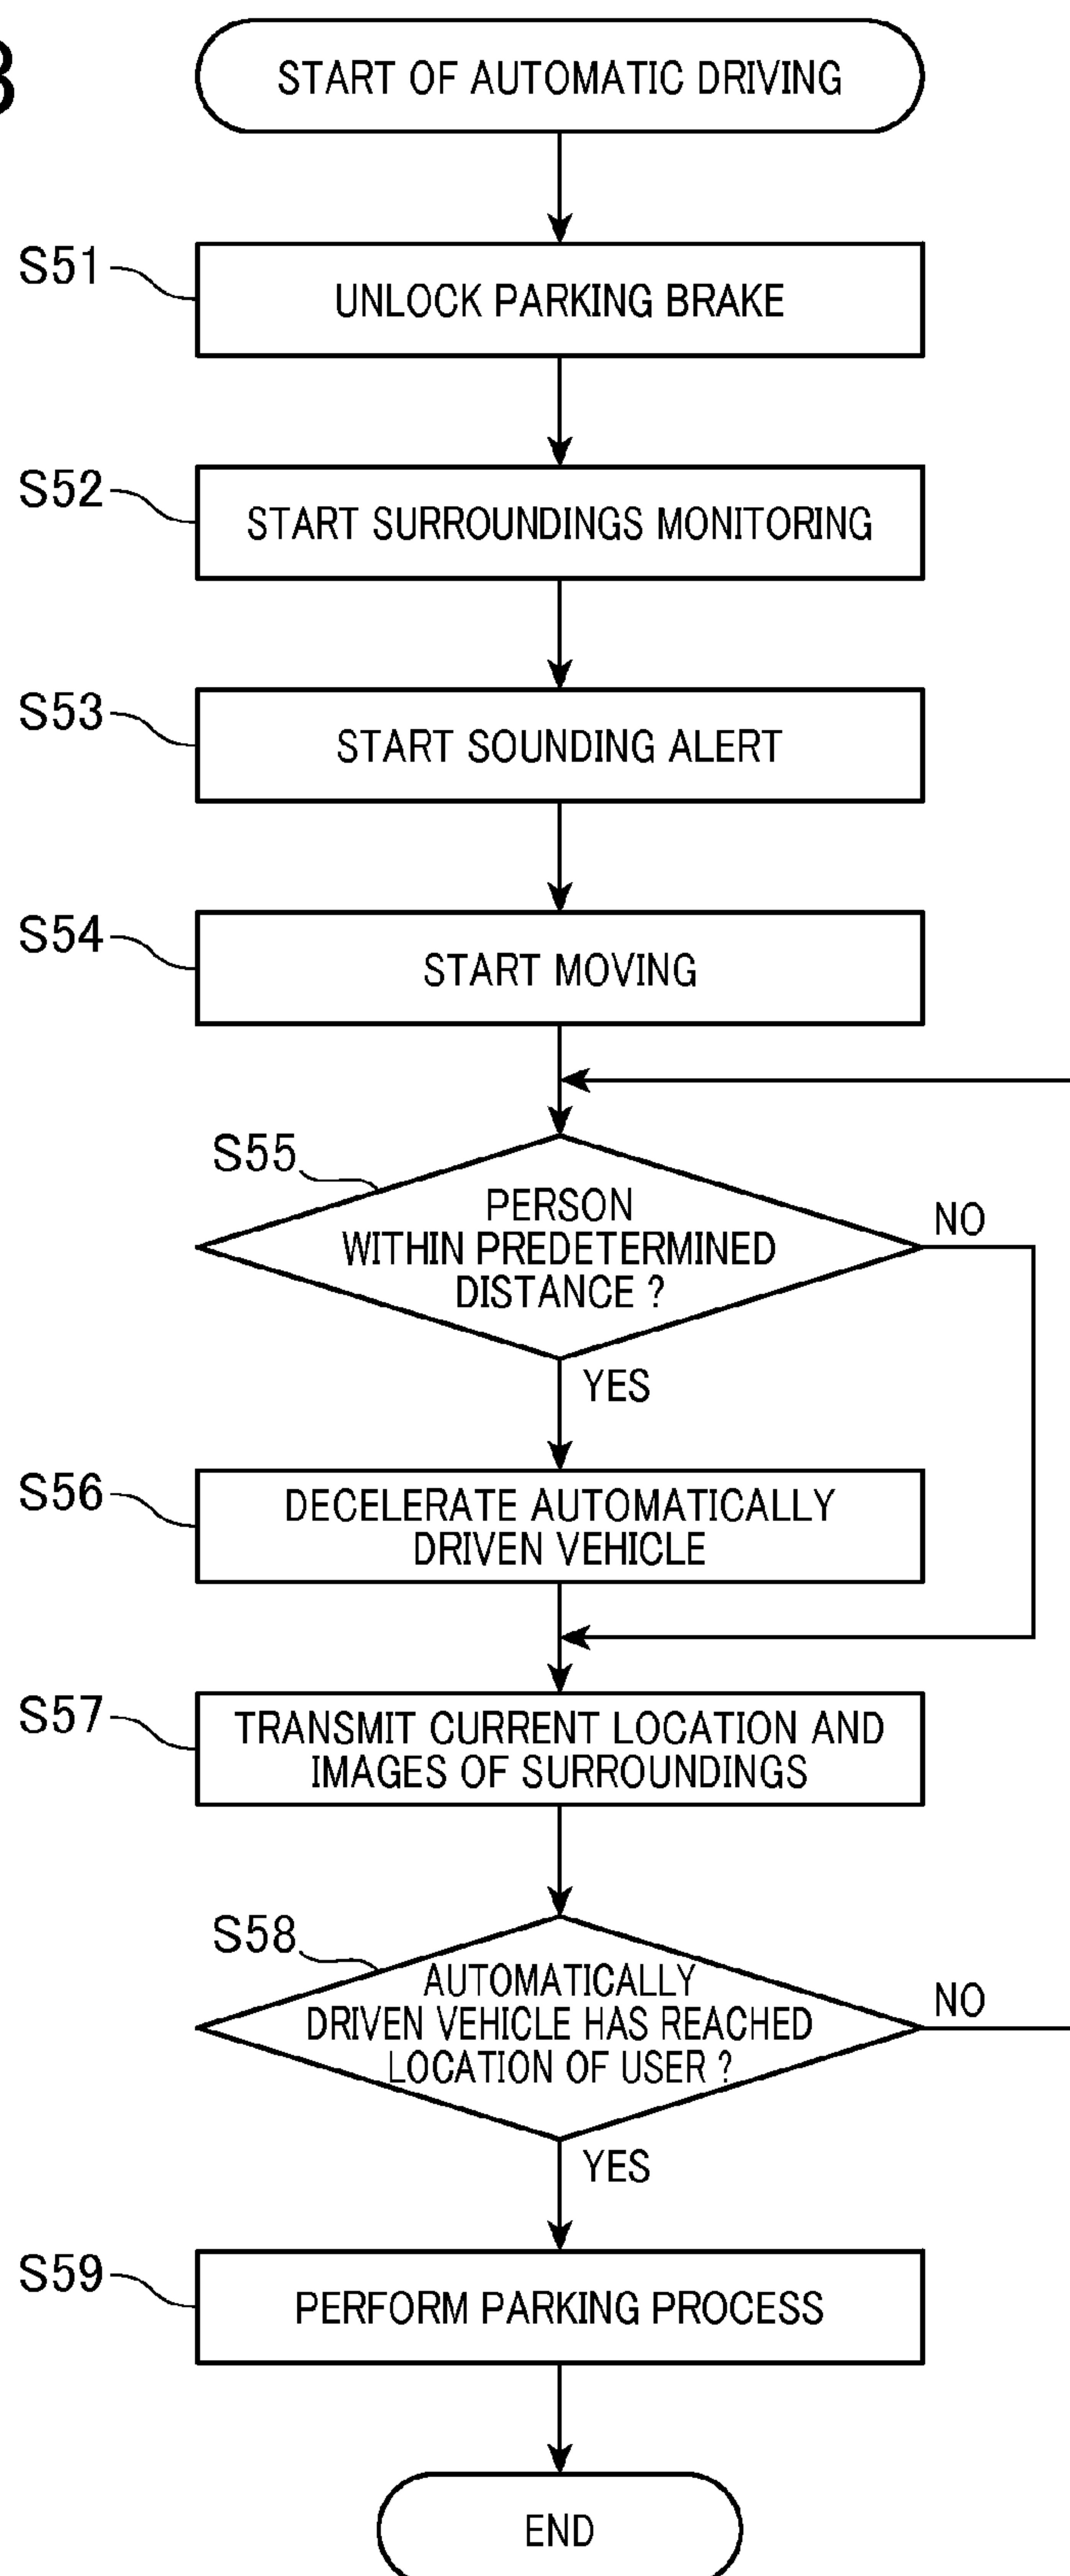 3
START OF AUTOMATIC DRIVING
S51
UNLOCK PARKING BRAKE
S52
START SURROUNDINGS MONITORING
S53
START SOUNDING ALERT
S54
START MOVING
S55
PERSON
WITHIN PREDETERMINED
DISTANCE ?
NO
YES
S56
DECELERATE AUTOMATICALLY
DRIVEN VEHICLE
S57
TRANSMIT CURRENT LOCATION AND
IMAGES OF SURROUNDINGS
S58
AUTOMATICALLY
DRIVEN VEHICLE HAS REACHED
LOCATION OF USER ?
NO
YES
S59
PERFORM PARKING PROCESS
END